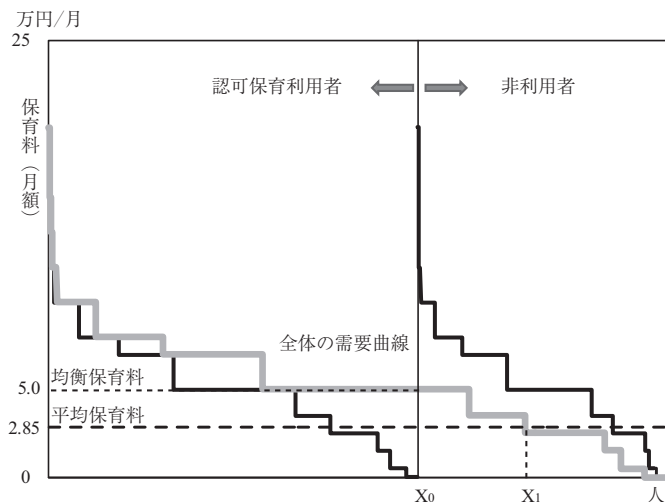 万円/月
25
認可保育利用者
非利用者
保育料（月額）
全体の需要曲線
均衡保育料
5.0
平均保育料
2.85
0
X0
X1
人